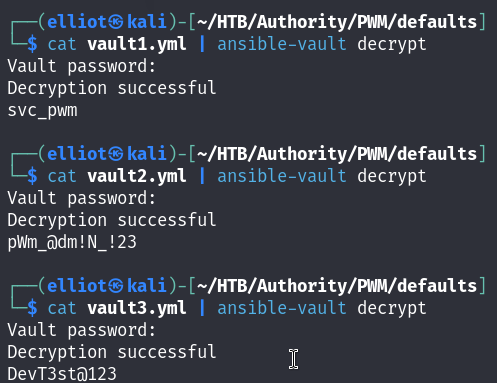 ┌──(elliot㉿kali)-[~/HTB/Authority/PWM/defaults]
└─$ cat vault1.yml | ansible-vault decrypt
Vault password:
Decryption successful
svc_pwm
┌──(elliot㉿kali)-[~/HTB/Authority/PWM/defaults]
└─$ cat vault2.yml | ansible-vault decrypt
Vault password:
Decryption successful
pWm_@dm!N_!23
┌──(elliot㉿kali)-[~/HTB/Authority/PWM/defaults]
└─$ cat vault3.yml | ansible-vault decrypt
Vault password:
Decryption successful
DevT3st@123